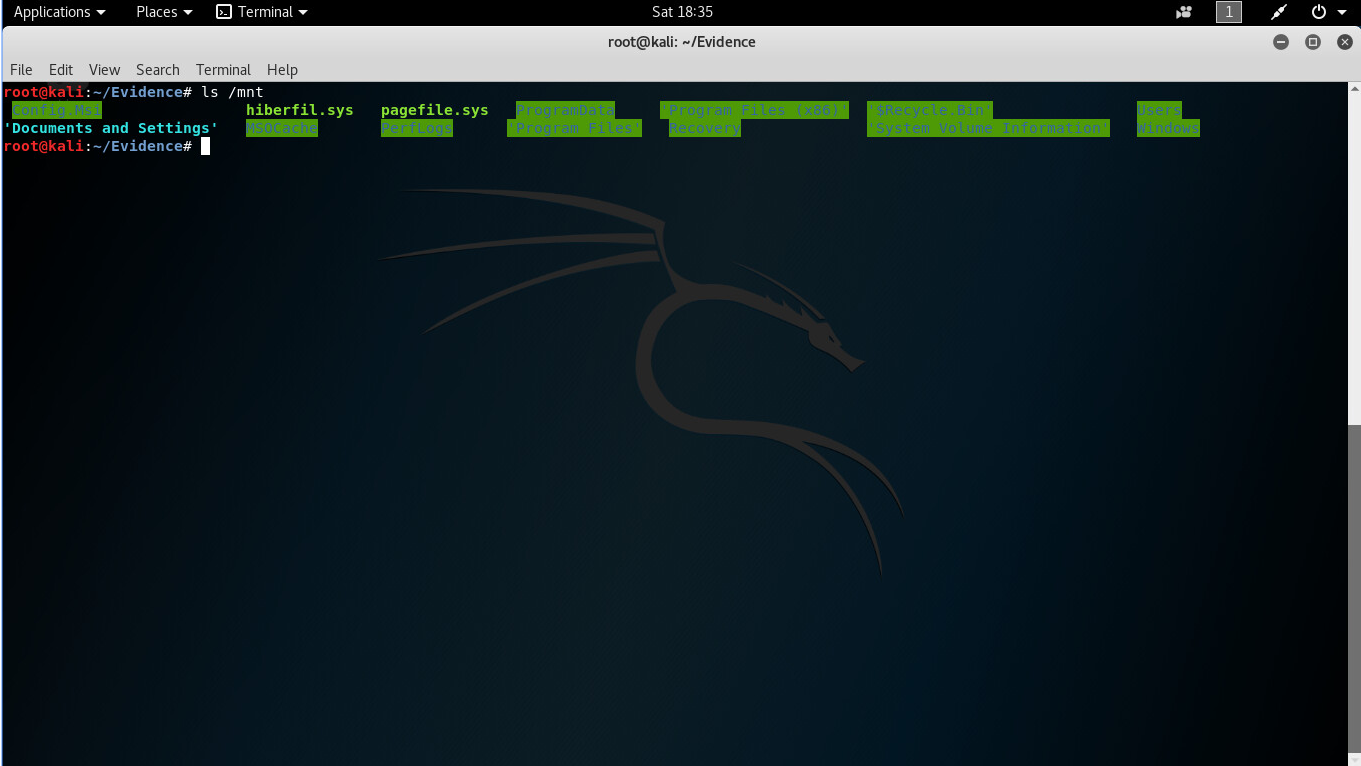 Applications Places Terminal Sat 18:35 1
root@kali: ~/Evidence
File Edit View Search Terminal Help
root@kali:~/Evidence# ls /mnt
Config.Msi hiberfil.sys pagefile.sys ProgramData 'Program Files (x86)' '$Recycle.Bin' Users
'Documents and Settings' MSOCache PerfLogs 'Program Files' Recovery 'System Volume Information' Windows
root@kali:~/Evidence#